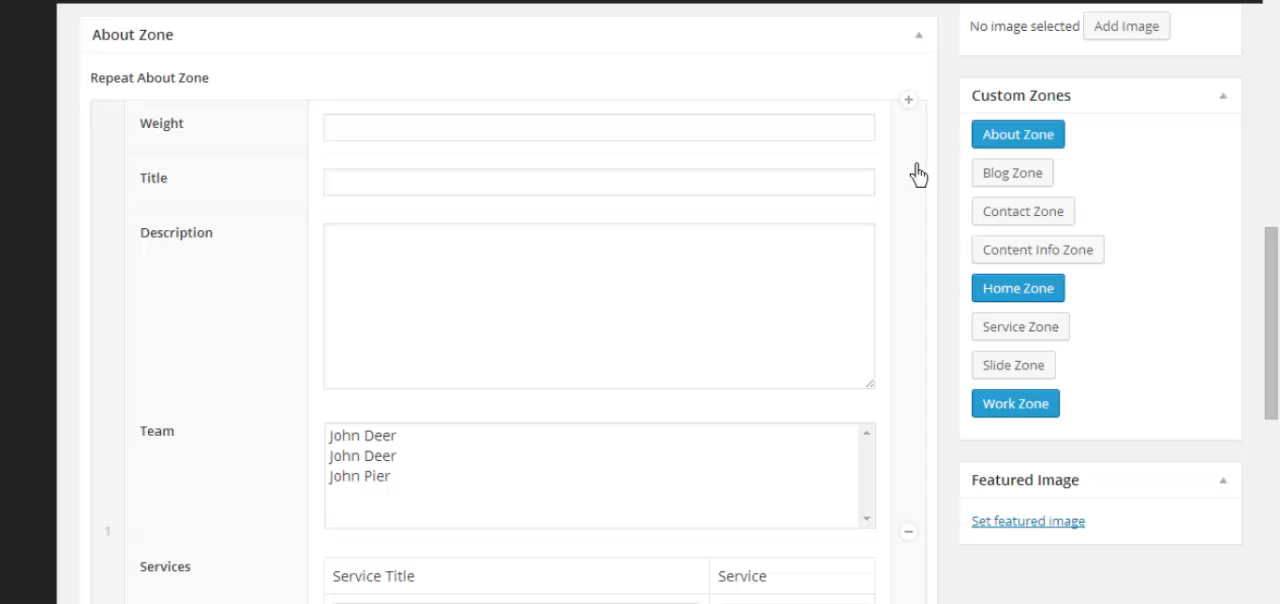 About Zone
Repeat About Zone
Weight
Title
Description
Team
John Deer
John Deer
John Pier
1
Services
Service Title
Service
No image selected
Add Image
Custom Zones
About Zone
Blog Zone
Contact Zone
Content Info Zone
Home Zone
Service Zone
Slide Zone
Work Zone
Featured Image
Set featured image